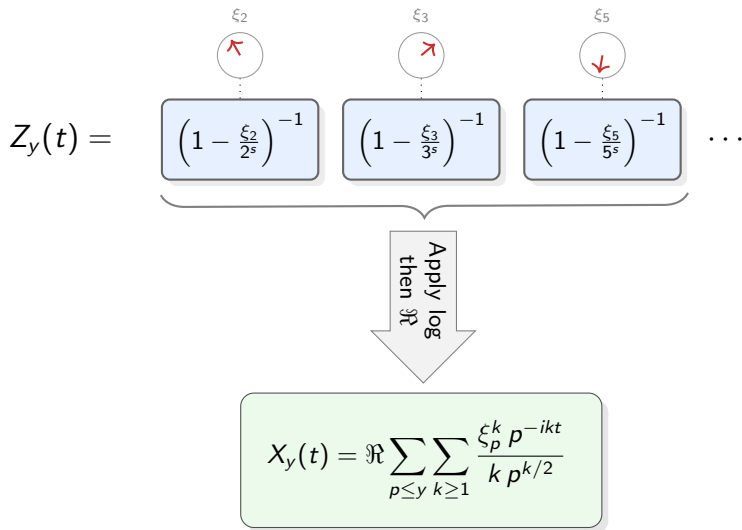 ξ₂ ξ₃ ξ₅
Z_y(t) = (1 − ξ₂/2^s)^{−1} (1 − ξ₃/3^s)^{−1} (1 − ξ₅/5^s)^{−1} ⋯
Apply log
then ℜ
X_y(t) = ℜ ∑_{p≤y} ∑_{k≥1} ξ_p^k p^{−ikt} / k p^{k/2}